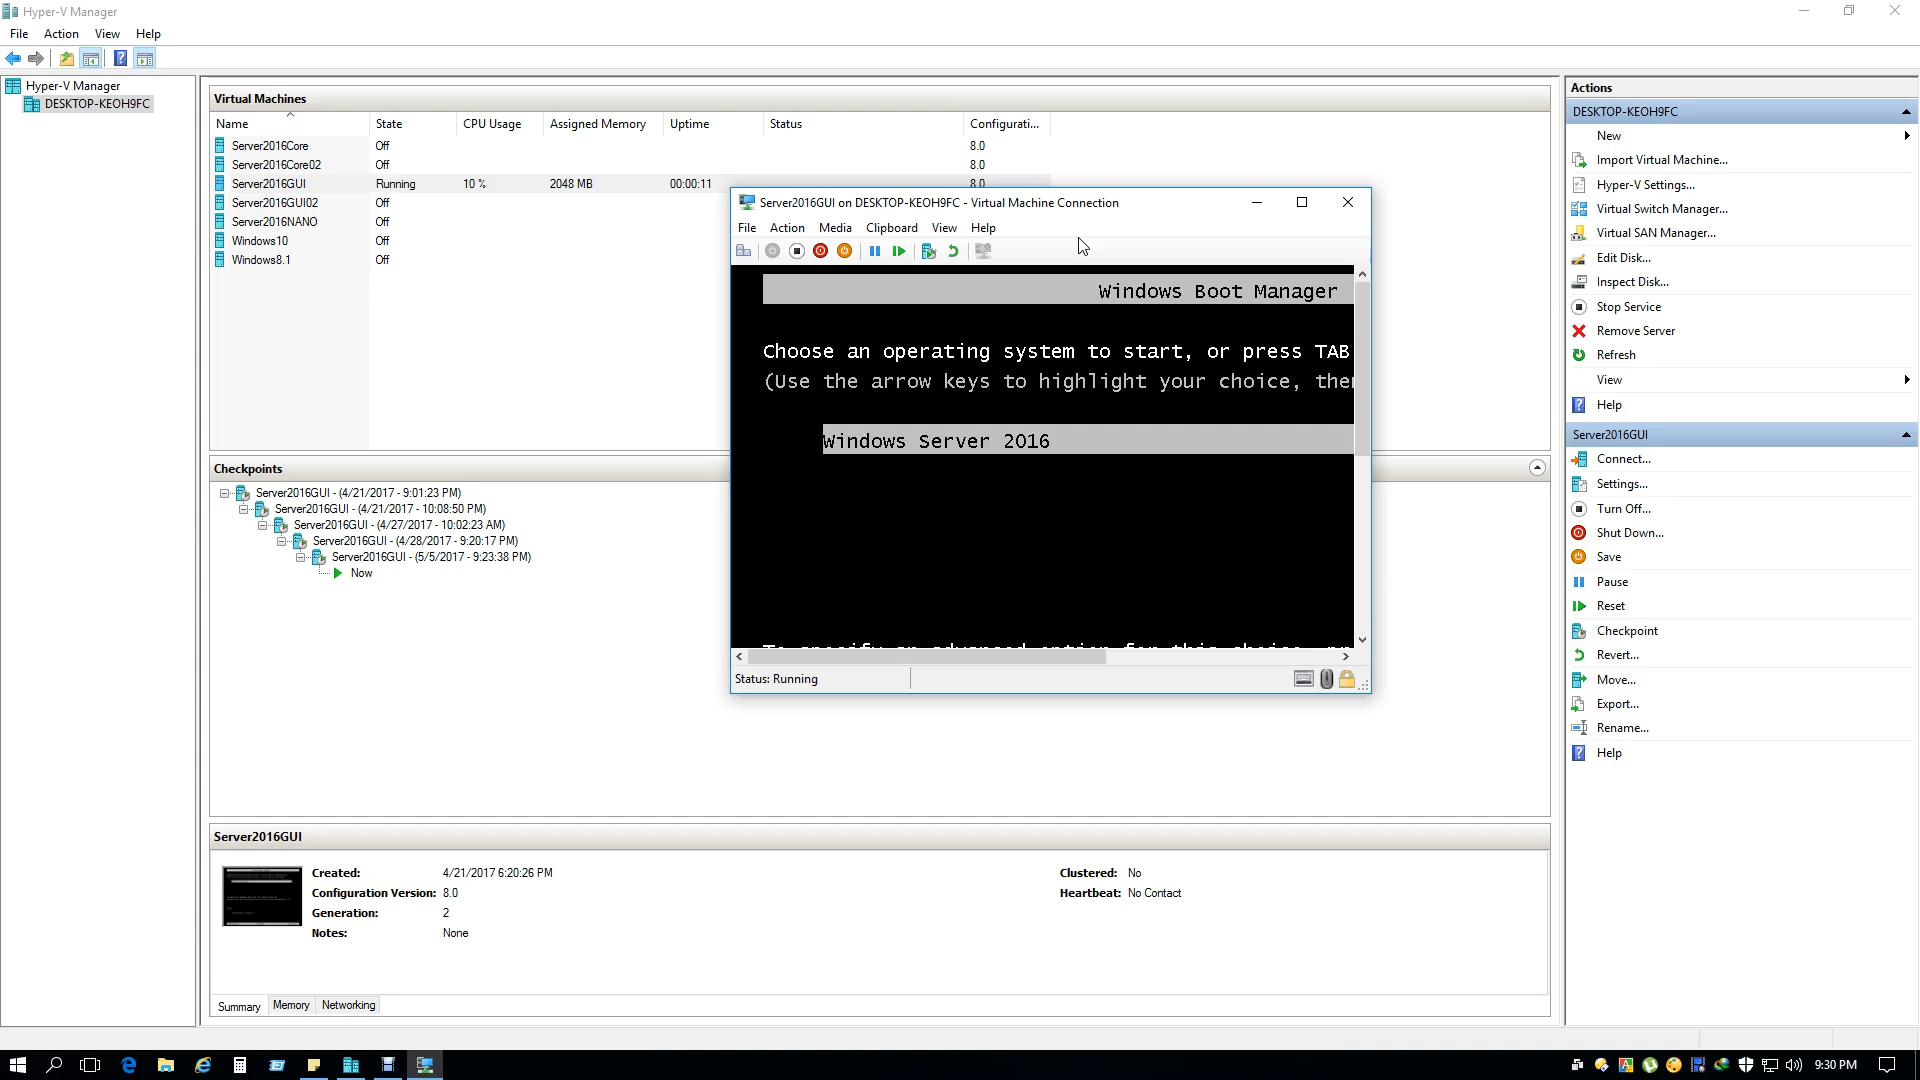 Hyper-V Manager
File Action View Help
Hyper-V Manager
DESKTOP-KEOH9FC
Virtual Machines
Name State CPU Usage Assigned Memory Uptime Status Configurati...
Server2016Core Off 8.0
Server2016Core02 Off 8.0
Server2016GUI Running 10 % 2048 MB 00:00:11 8.0
Server2016GUI02 Off
Server2016NANO Off
Windows10 Off
Windows8.1 Off
Checkpoints
Server2016GUI - (4/21/2017 - 9:01:23 PM)
Server2016GUI - (4/21/2017 - 10:08:50 PM)
Server2016GUI - (4/27/2017 - 10:02:23 AM)
Server2016GUI - (4/28/2017 - 9:20:17 PM)
Server2016GUI - (5/5/2017 - 9:23:38 PM)
Now
Server2016GUI on DESKTOP-KEOH9FC - Virtual Machine Connection
File Action Media Clipboard View Help
Windows Boot Manager
Choose an operating system to start, or press TAB
(Use the arrow keys to highlight your choice, then
Windows Server 2016
To specify an advanced option for this choice, pr
Status: Running
Server2016GUI
Created: 4/21/2017 6:20:26 PM
Configuration Version: 8.0
Generation: 2
Notes: None
Clustered: No
Heartbeat: No Contact
Summary Memory Networking
Actions
DESKTOP-KEOH9FC
New
Import Virtual Machine...
Hyper-V Settings...
Virtual Switch Manager...
Virtual SAN Manager...
Edit Disk...
Inspect Disk...
Stop Service
Remove Server
Refresh
View
Help
Server2016GUI
Connect...
Settings...
Turn Off...
Shut Down...
Save
Pause
Reset
Checkpoint
Revert...
Move...
Export...
Rename...
Help
9:30 PM